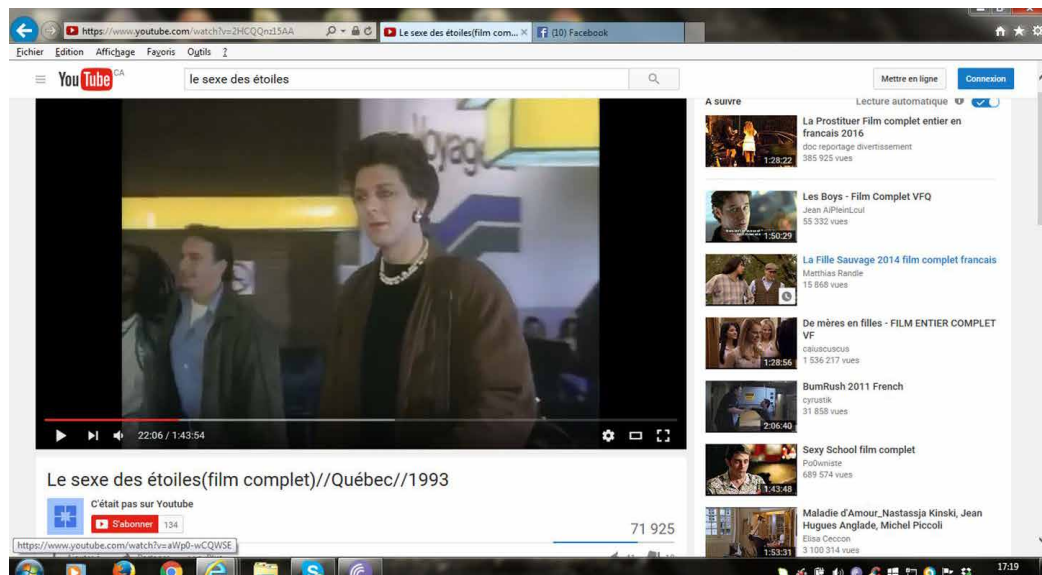 https://www.youtube.com/watch?v=2HCQQnz15AA
Le sexe des étoiles(film com...
(10) Facebook
Fichier Edition Affichage Favoris Outils ?
YouTube CA
le sexe des étoiles
Mettre en ligne
Connexion
À suivre
Lecture automatique
Voyag
22:06 / 1:43:54
Le sexe des étoiles(film complet)//Québec//1993
C'était pas sur Youtube
S'abonner 134
71 925
https://www.youtube.com/watch?v=aWp0-wCQWSE
La Prostituer Film complet entier en
francais 2016
doc reportage divertissement
385 925 vues
1:28:22
Les Boys - Film Complet VFQ
Jean AiPleinLcul
55 332 vues
1:50:29
La Fille Sauvage 2014 film complet francais
Matthias Randle
15 868 vues
De mères en filles - FILM ENTIER COMPLET
VF
caiuscuscus
1 536 217 vues
1:28:56
BumRush 2011 French
cyrustik
31 858 vues
2:06:40
Sexy School film complet
Po0wniste
689 574 vues
1:43:48
Maladie d'Amour_Nastassja Kinski, Jean
Hugues Anglade, Michel Piccoli
Elisa Ceccon
3 100 314 vues
1:53:31
17:19